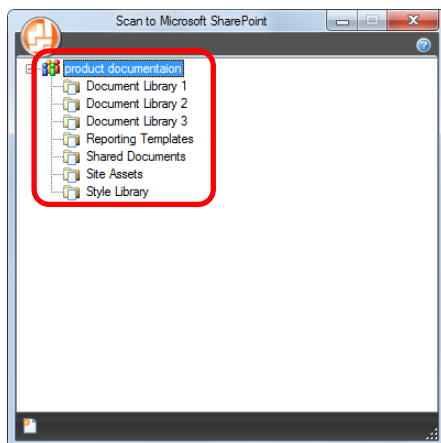 Scan to Microsoft SharePoint
product documentaion
Document Library 1
Document Library 2
Document Library 3
Reporting Templates
Shared Documents
Site Assets
Style Library